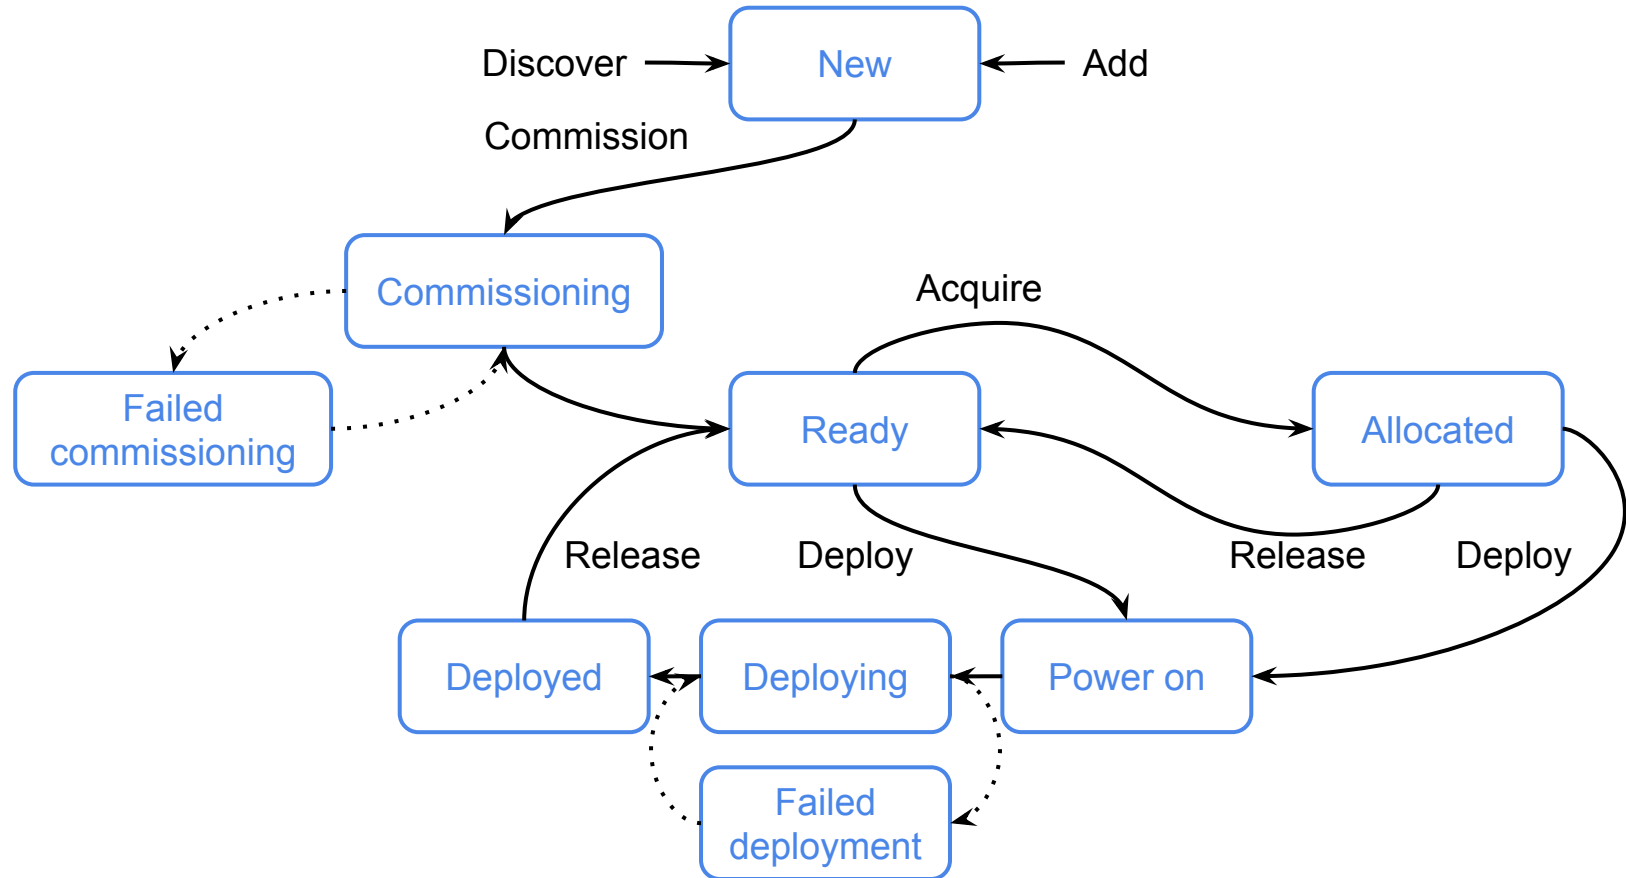 Discover
New
Add
Commission
Commissioning
Acquire
Failed
commissioning
Ready
Allocated
Release
Deploy
Release
Deploy
Deployed
Deploying
Power on
Failed
deployment